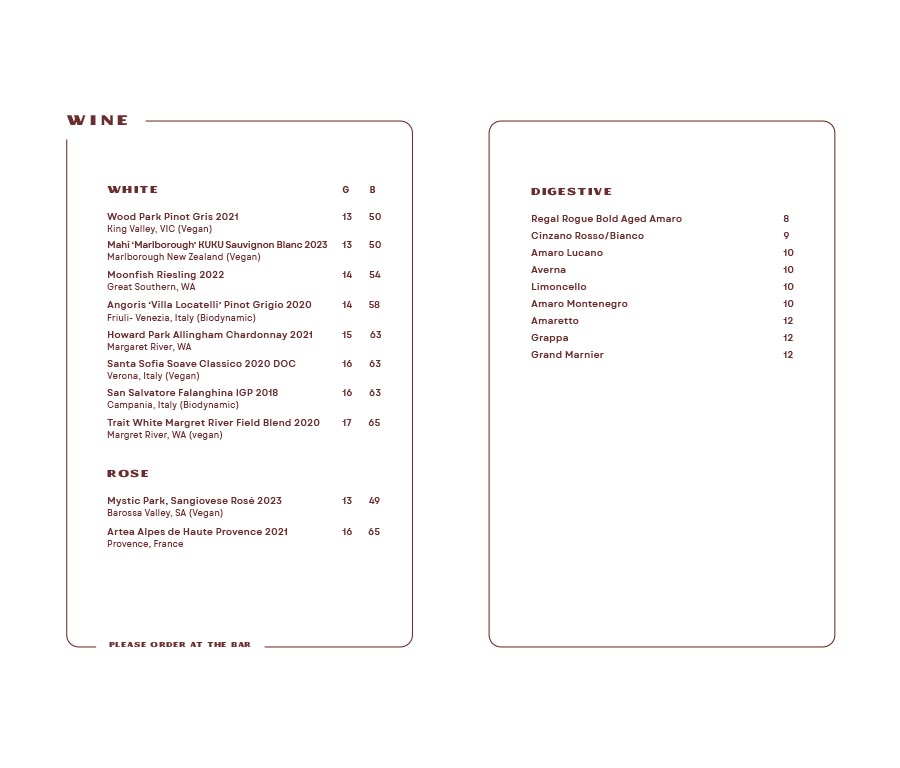 WINE
WHITE G B
Wood Park Pinot Gris 2021 13 50
King Valley, VIC (Vegan)
Mahi 'Marlborough' KUKU Sauvignon Blanc 2023 13 50
Marlborough New Zealand (Vegan)
Moonfish Riesling 2022 14 54
Great Southern, WA
Angoris 'Villa Locatelli' Pinot Grigio 2020 14 58
Friuli- Venezia, Italy (Biodynamic)
Howard Park Allingham Chardonnay 2021 15 63
Margaret River, WA
Santa Sofia Soave Classico 2020 DOC 16 63
Verona, Italy (Vegan)
San Salvatore Falanghina IGP 2018 16 63
Campania, Italy (Biodynamic)
Trait White Margret River Field Blend 2020 17 65
Margret River, WA (vegan)
ROSE
Mystic Park, Sangiovese Rosé 2023 13 49
Barossa Valley, SA (Vegan)
Artea Alpes de Haute Provence 2021 16 65
Provence, France
PLEASE ORDER AT THE BAR
DIGESTIVE
Regal Rogue Bold Aged Amaro 8
Cinzano Rosso/Bianco 9
Amaro Lucano 10
Averna 10
Limoncello 10
Amaro Montenegro 10
Amaretto 12
Grappa 12
Grand Marnier 12